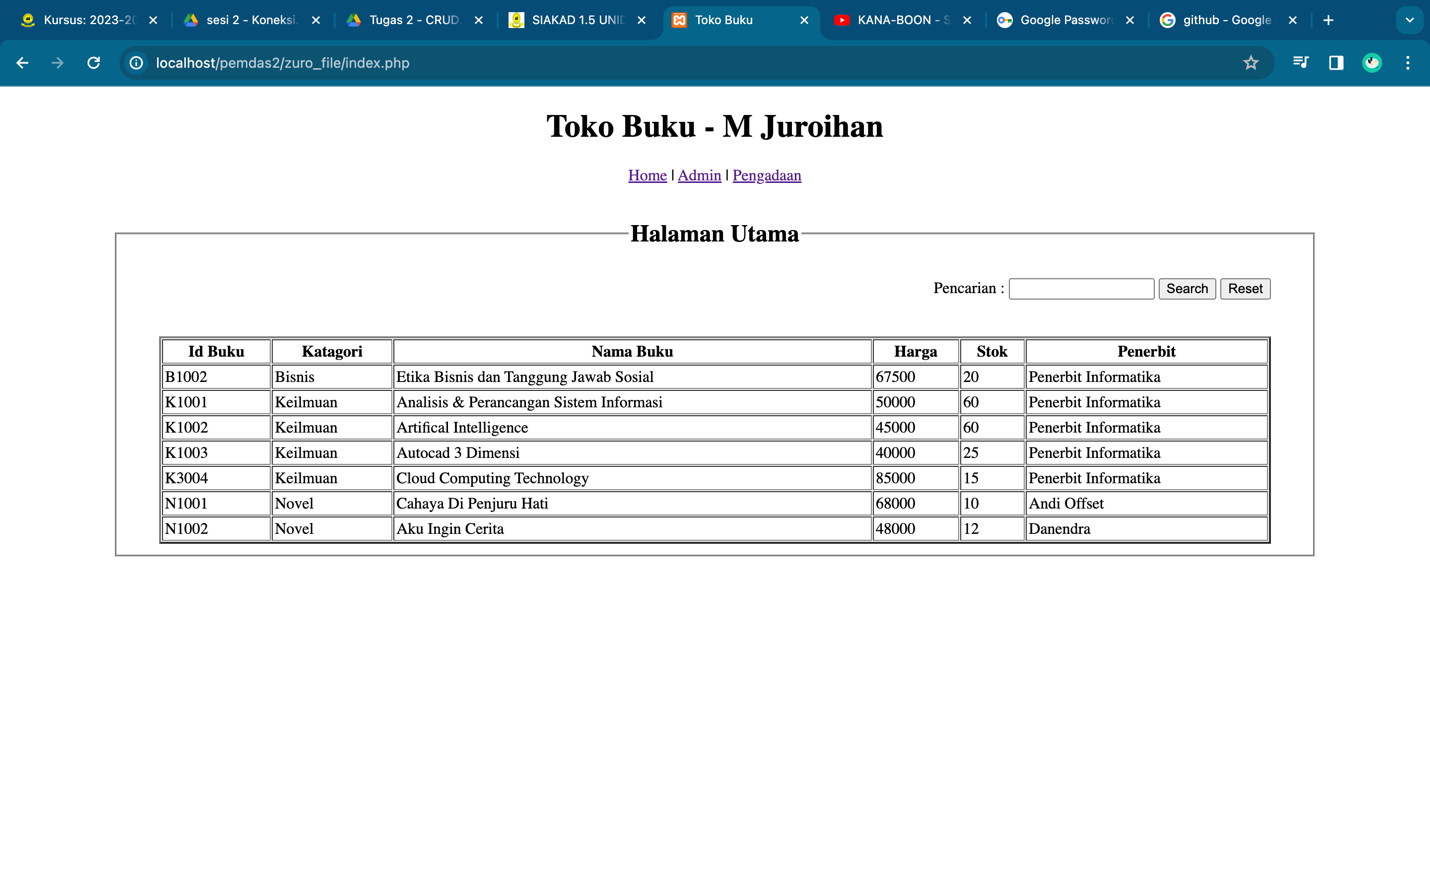 Kursus: 2023-20 sesi 2 - Koneksi. Tugas 2 - CRUD SIAKAD 1.5 UNI Toko Buku KANA-BOON - S Google Passwor github - Google
localhost/pemdas2/zuro_file/index.php
Toko Buku - M Juroihan
Home | Admin | Pengadaan
Halaman Utama
Pencarian : Search Reset
Id Buku Katagori Nama Buku Harga Stok Penerbit
B1002 Bisnis Etika Bisnis dan Tanggung Jawab Sosial 67500 20 Penerbit Informatika
K1001 Keilmuan Analisis & Perancangan Sistem Informasi 50000 60 Penerbit Informatika
K1002 Keilmuan Artifical Intelligence 45000 60 Penerbit Informatika
K1003 Keilmuan Autocad 3 Dimensi 40000 25 Penerbit Informatika
K3004 Keilmuan Cloud Computing Technology 85000 15 Penerbit Informatika
N1001 Novel Cahaya Di Penjuru Hati 68000 10 Andi Offset
N1002 Novel Aku Ingin Cerita 48000 12 Danendra